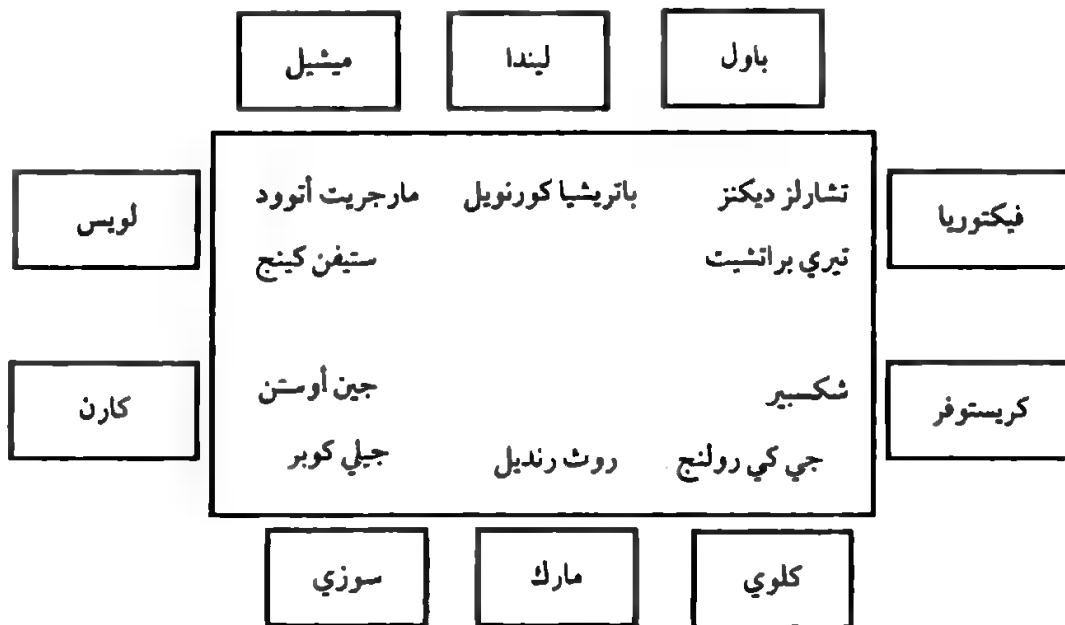 باول ليندا ميشيل
فيكتوريا تشارلز ديكنز باتريشيا كورنويل مارجريت أتوود لويس
تيري براتشيت ستيفن كينج
كريستوفر شكسبير جين أوستن كارن
جي كي رولنج روث رنديل جيلي كوبر
كلوي مارك سوزي